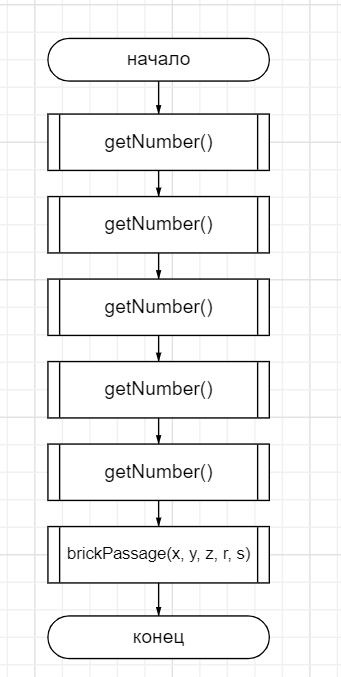 начало
getNumber()
getNumber()
getNumber()
getNumber()
getNumber()
brickPassage(x, y, z, r, s)
конец